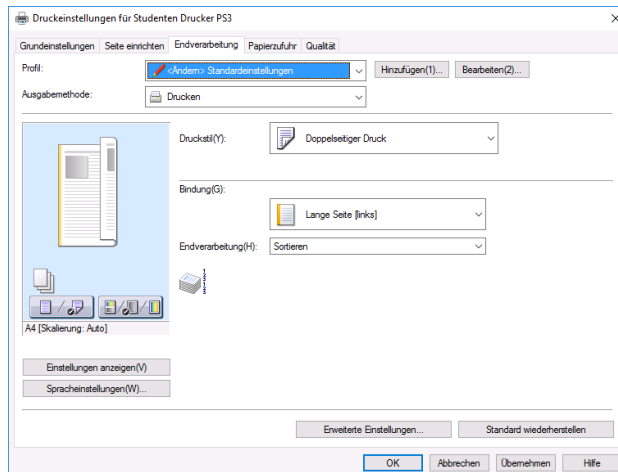 Druckeinstellungen für Studenten Drucker PS3
Grundeinstellungen Seite einrichten Endverarbeitung Papierzufuhr Qualität
Profil: <Ändern> Standardeinstellungen Hinzufügen(1)... Bearbeiten(2)...
Ausgabemethode: Drucken
Druckstil(Y): Doppelseitiger Druck
Bindung(G):
Lange Seite [links]
Endverarbeitung(H): Sortieren
A4 [Skalierung: Auto]
Einstellungen anzeigen(V)
Spracheinstellungen(W)...
Erweiterte Einstellungen... Standard wiederherstellen
OK Abbrechen Übernehmen Hilfe